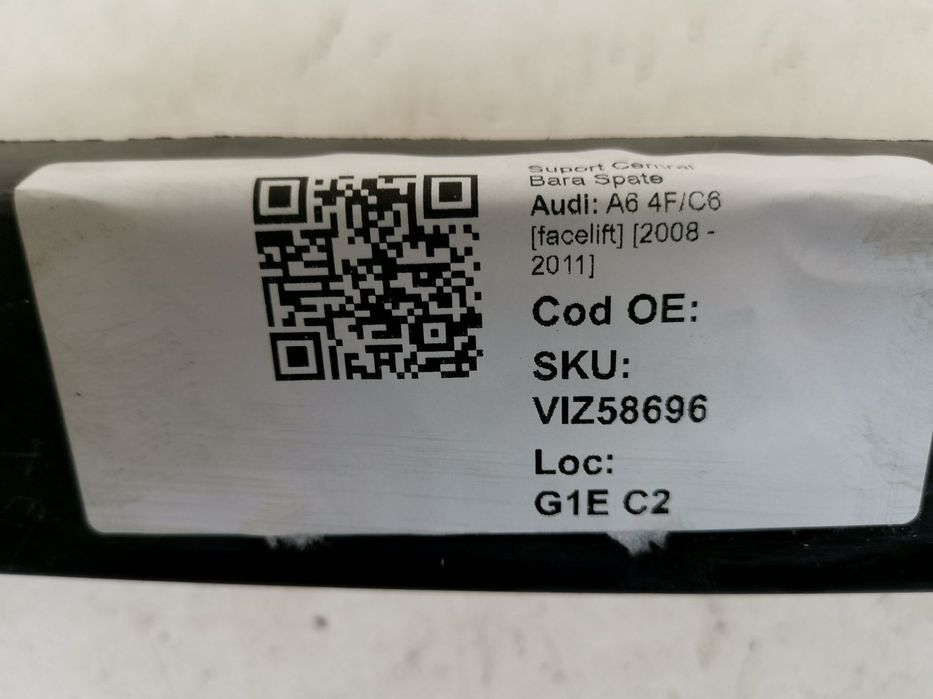 Suport Central
Bara Spate
Audi: A6 4F/C6
[facelift] [2008 -
2011]
Cod OE:
SKU:
VIZ58696
Loc:
G1E C2